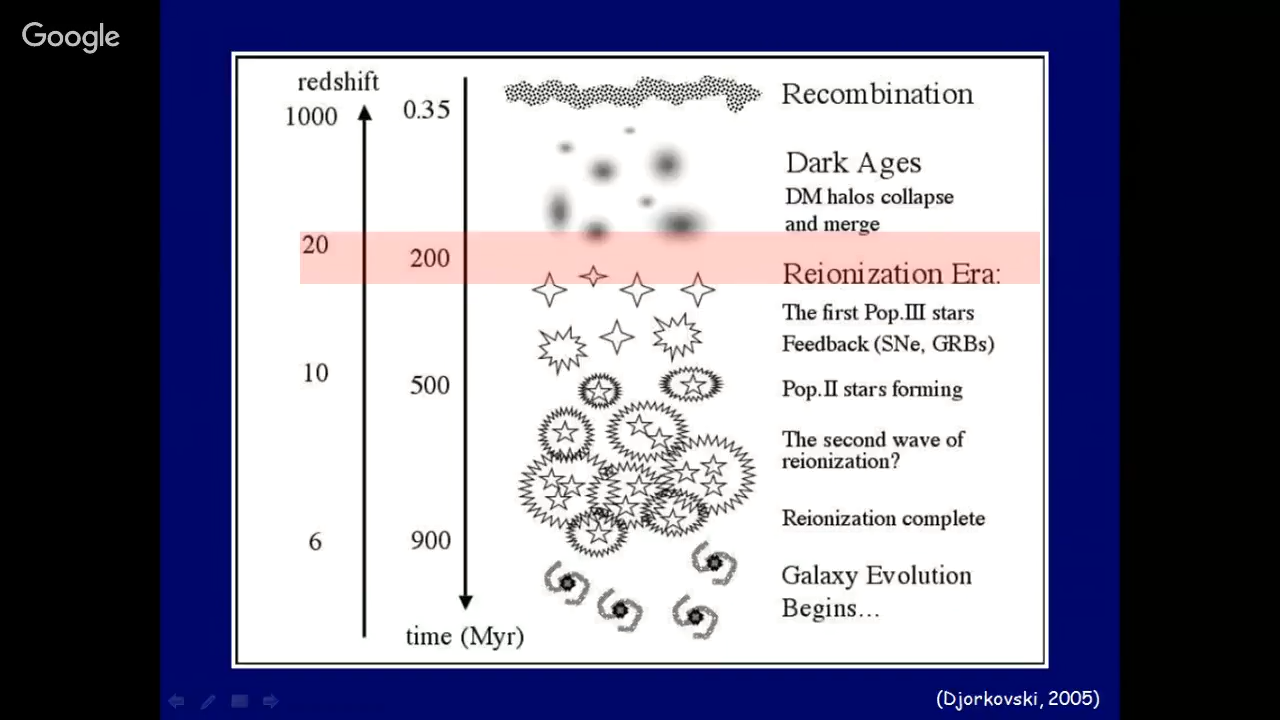 Google
redshift
1000
0.35
Recombination
Dark Ages
DM halos collapse
and merge
20
200
Reionization Era:
The first Pop.III stars
Feedback (SNe, GRBs)
10
500
Pop.II stars forming
The second wave of
reionization?
Reionization complete
6
900
Galaxy Evolution
Begins...
time (Myr)
(Djorkovski, 2005)